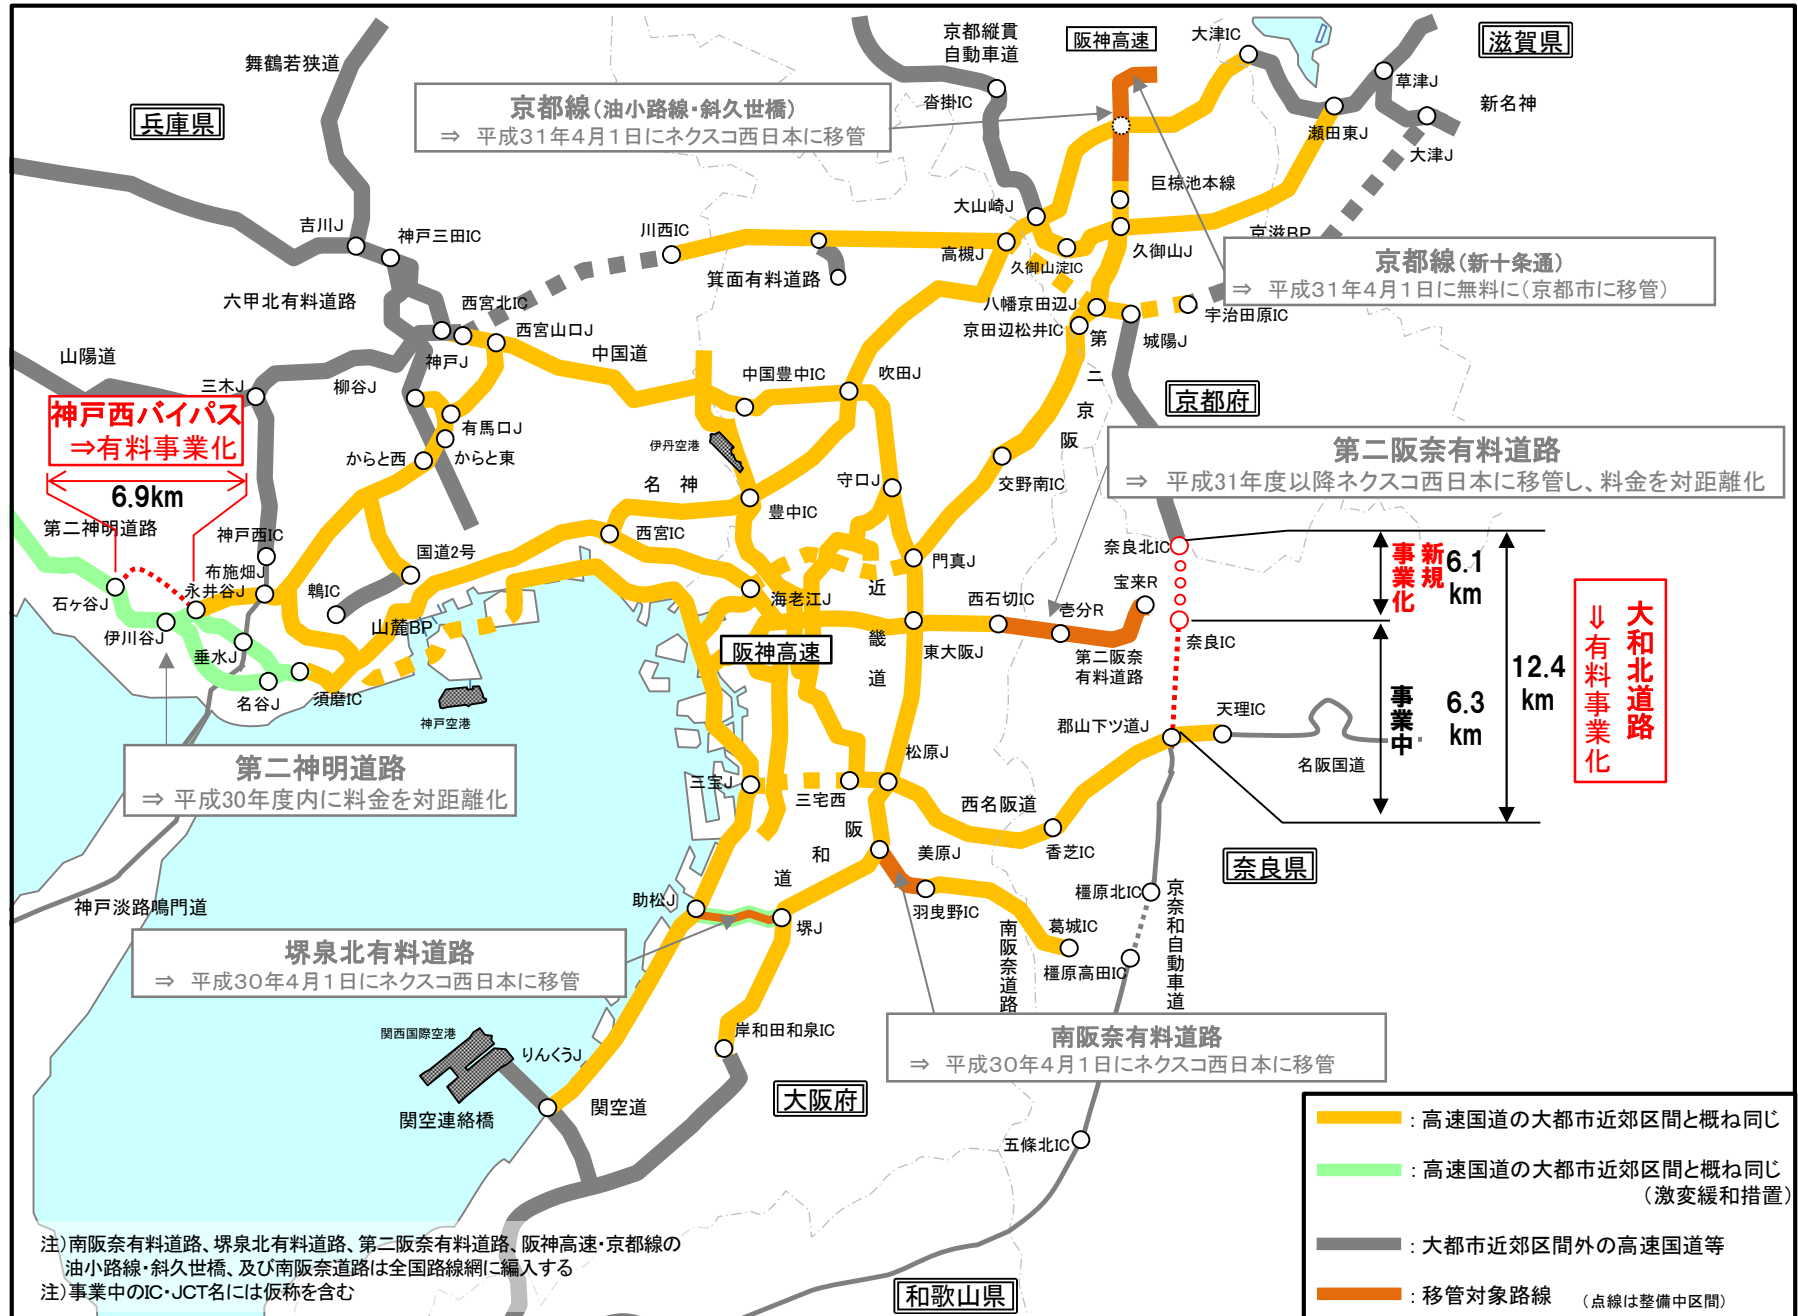 兵庫県
舞鶴若狭道
京都縦貫
自動車道
阪神高速
大津IC
滋賀県
草津J
新名神
瀬田東J
大津J
沓掛IC
京都線(油小路線・斜久世橋)
⇒ 平成31年4月1日にネクスコ西日本に移管
巨椋池本線
大山崎J
吉川J
神戸三田IC
川西IC
高槻J
久御山淀IC
久御山J
京滋BP
京都線(新十条通)
⇒ 平成31年4月1日に無料に(京都市に移管)
箕面有料道路
六甲北有料道路
西宮北IC
西宮山口J
八幡京田辺J
京田辺松井IC
城陽J
宇治田原IC
山陽道
神戸J
中国道
第二京阪
三木J
柳谷J
中国豊中IC
吹田J
京都府
神戸西バイパス
⇒有料事業化
6.9km
有馬口J
からと西
からと東
伊丹空港
名神
守口J
豊中IC
交野南IC
第二阪奈有料道路
⇒ 平成31年度以降ネクスコ西日本に移管し、料金を対距離化
第二神明道路
神戸西IC
布施畑J
永井谷J
国道2号
西宮IC
門真J
奈良北IC
新規
事業化
6.1
km
石ヶ谷J
伊川谷J
垂水J
鵯IC
山麓BP
海老江J
近畿道
西石切IC
壱分R
宝来R
奈良IC
阪神高速
東大阪J
第二阪奈
有料道路
大和北道路
⇒有料事業化
12.4
km
事業中
6.3
km
名谷J
須磨IC
神戸空港
郡山下ツ道J
天理IC
名阪国道
第二神明道路
⇒ 平成30年度内に料金を対距離化
三宝J
三宅西
松原J
西名阪道
香芝IC
阪和道
美原J
奈良県
神戸淡路鳴門道
助松J
堺J
羽曳野IC
葛城IC
南阪奈道路
橿原北IC
橿原高田IC
京奈和自動車道
堺泉北有料道路
⇒ 平成30年4月1日にネクスコ西日本に移管
岸和田和泉IC
南阪奈有料道路
⇒ 平成30年4月1日にネクスコ西日本に移管
関西国際空港
りんくうJ
関空連絡橋
関空道
大阪府
五條北IC
和歌山県
:高速国道の大都市近郊区間と概ね同じ
:高速国道の大都市近郊区間と概ね同じ
(激変緩和措置)
:大都市近郊区間外の高速国道等
:移管対象路線 (点線は整備中区間)
注)南阪奈有料道路、堺泉北有料道路、第二阪奈有料道路、阪神高速・京都線の
油小路線・斜久世橋、及び南阪奈道路は全国路線網に編入する
注)事業中のIC・JCT名には仮称を含む